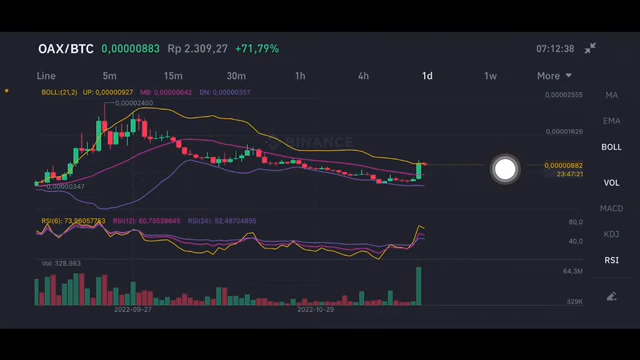 OAX/BTC 0,00000883 Rp 2.309,27 +71,79% 07:12:38
Line 5m 15m 30m 1h 4h 1d 1w More
BOLL:(21,2) UP: 0,00000927 MB: 0,00000642 DN: 0,00000357
0,00002450
0,00002555
0,00001626
BINANCE
0,00000882
23:47:21
0,00000347
RSI(6): 73,96057753 RSI(12): 60,73538645 RSI(24): 52,48704895
80,0
40,0
Vol: 328.983
64,3M
329K
2022-09-27 2022-10-29
MA
EMA
BOLL
VOL
MACD
KDJ
RSI